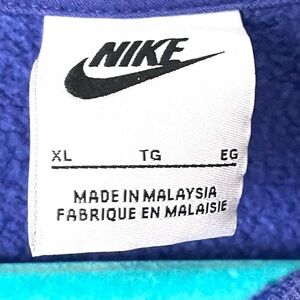 NIKE
XL TG EG
MADE IN MALAYSIA
FABRIQUE EN MALAISIE